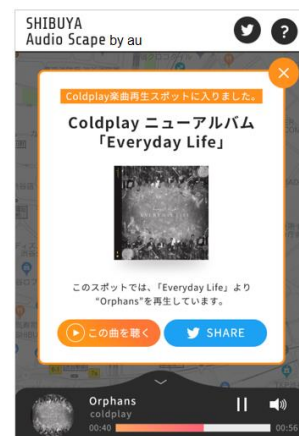 SHIBUYA
Audio Scape by au
?
Coldplay楽曲再生スポットに入りました。
Coldplay ニューアルバム
「Everyday Life」
EVERYDAY LIFE
このスポットでは、「Everyday Life」より
“Orphans”を再生しています。
この曲を聴く
SHARE
Orphans
coldplay
00:40
00:56